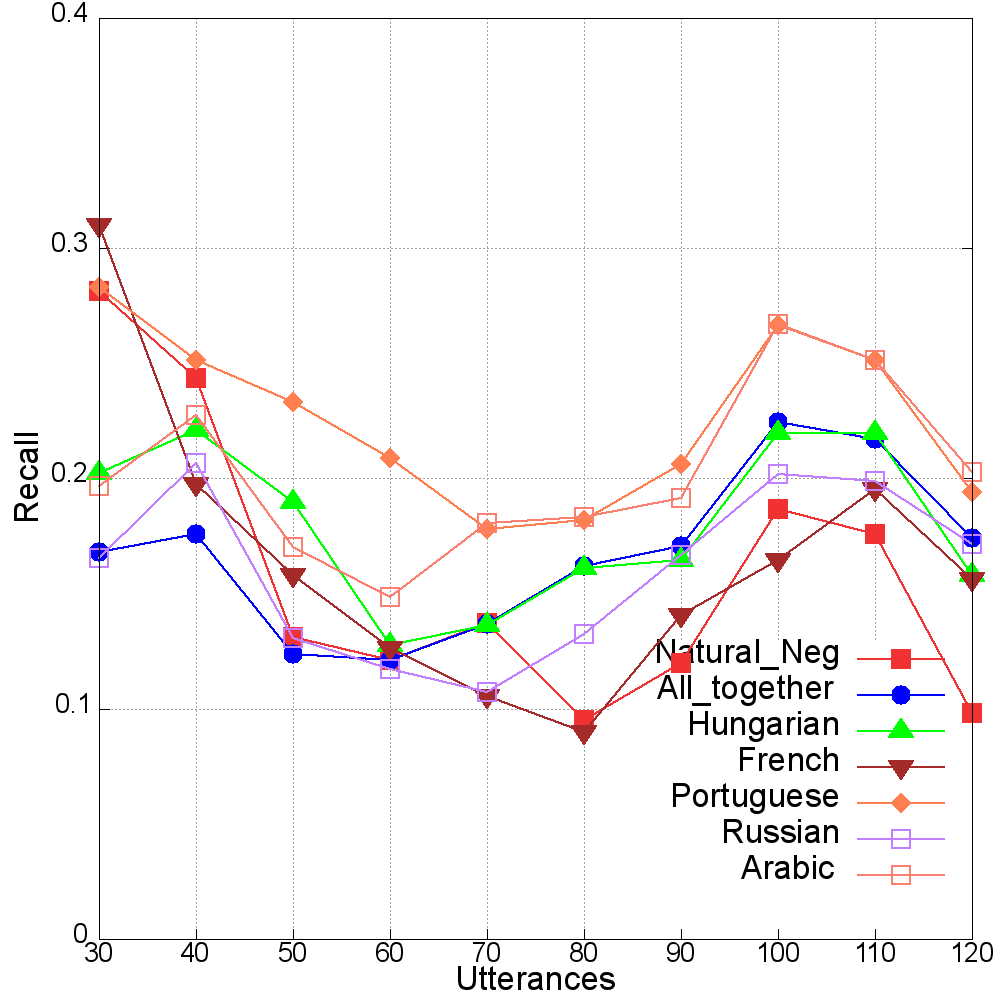 0.4
0.3
0.2
0.1
0
Recall
30 40 50 60 70 80 90 100 110 120
Utterances
Natural_Neg
All_together
Hungarian
French
Portuguese
Russian
Arabic